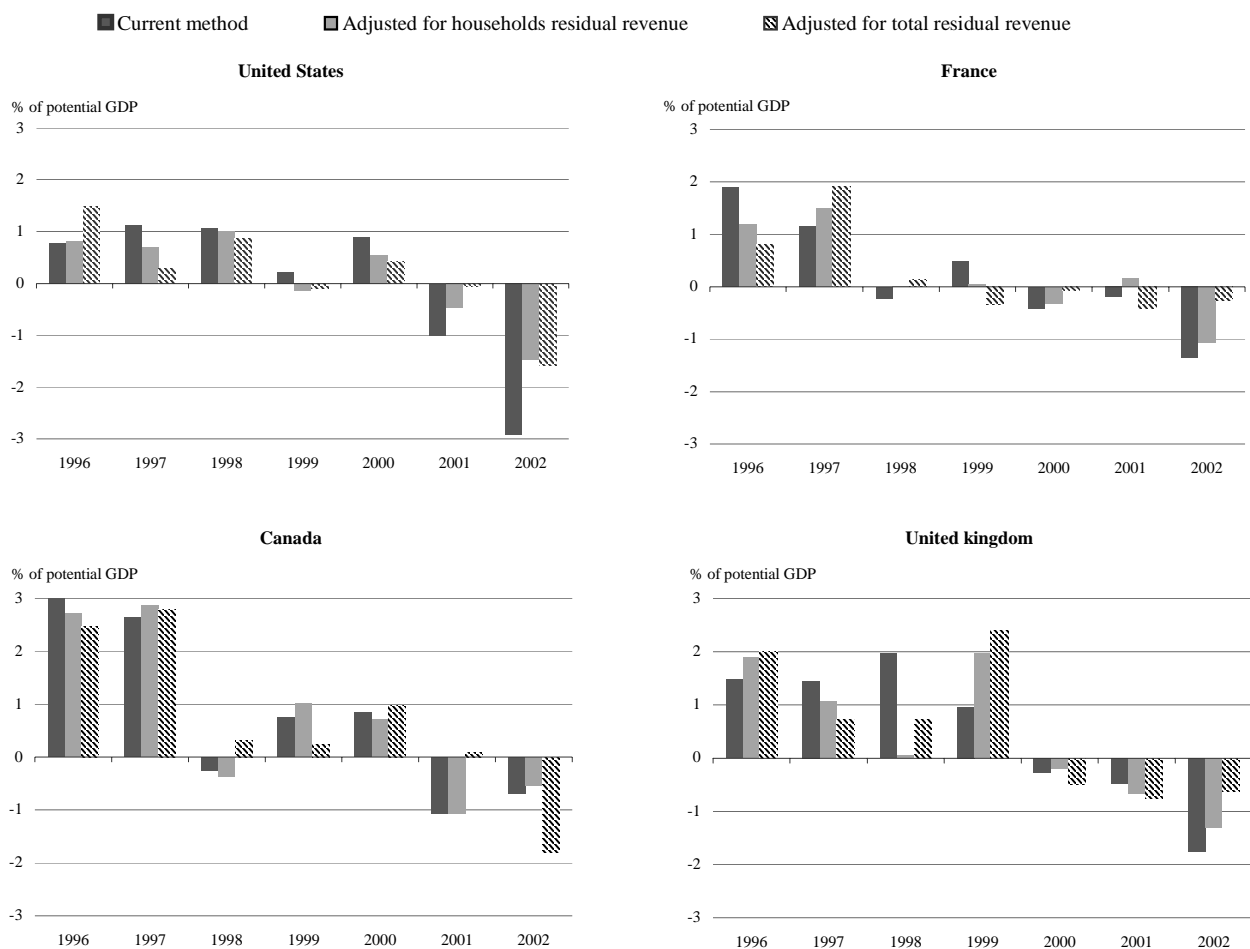 Current method Adjusted for households residual revenue Adjusted for total residual revenue
United States
% of potential GDP
3
2
1
0
-1
-2
-3
1996 1997 1998 1999 2000 2001 2002
France
% of potential GDP
3
2
1
0
-1
-2
-3
1996 1997 1998 1999 2000 2001 2002
Canada
% of potential GDP
3
2
1
0
-1
-2
-3
1996 1997 1998 1999 2000 2001 2002
United kingdom
% of potential GDP
3
2
1
0
-1
-2
-3
1996 1997 1998 1999 2000 2001 2002